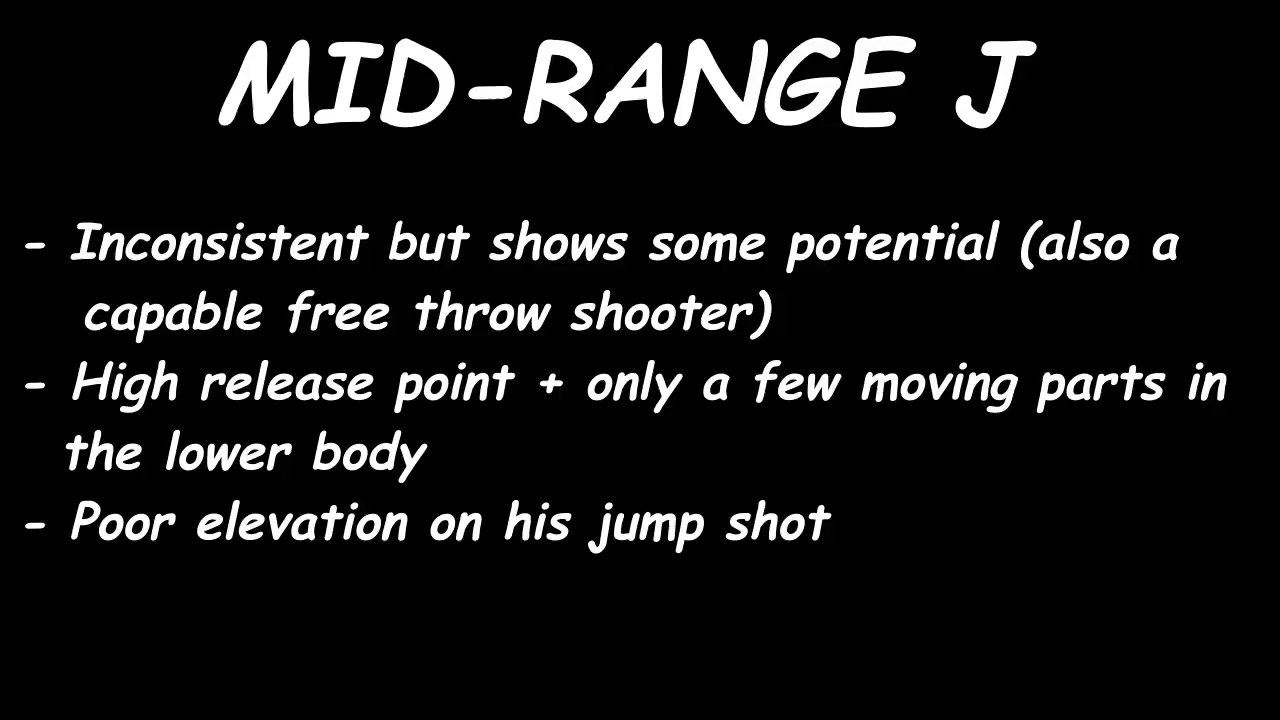 MID-RANGE J
- Inconsistent but shows some potential (also a
capable free throw shooter)
- High release point + only a few moving parts in
the lower body
- Poor elevation on his jump shot